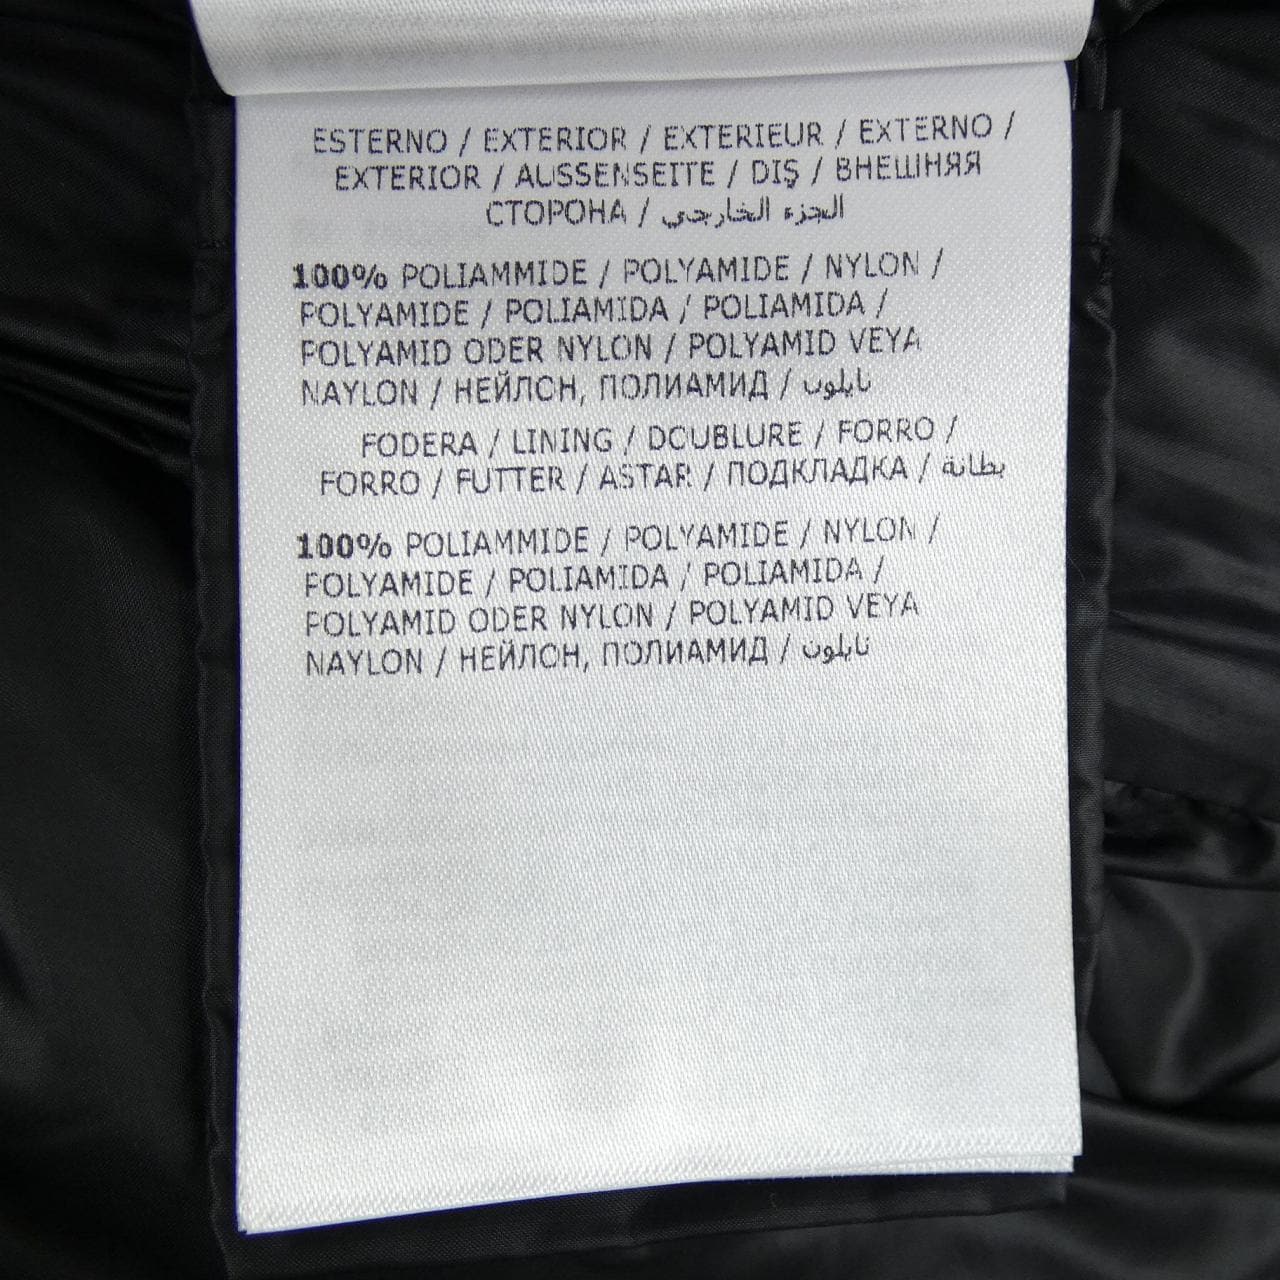 ESTERNO / EXTERIOR / EXTERIEUR / EXTERNO /
EXTERIOR / AUSSENSEITE / DIŞ / ВНЕШНЯЯ
СТОРОНА / الجزء الخارجي
100% POLIAMMIDE / POLYAMIDE / NYLON /
POLYAMIDE / POLIAMIDA / POLIAMIDA /
POLYAMID ODER NYLON / POLYAMID VEYA
NAYLON / НЕЙЛОН, ПОЛИАМИД / نايلون
FODERA / LINING / DOUBLURE / FORRO /
FORRO / FUTTER / ASTAR / ПОДКЛАДКА / بطانة
100% POLIAMMIDE / POLYAMIDE / NYLON /
POLYAMIDE / POLIAMIDA / POLIAMIDA /
POLYAMID ODER NYLON / POLYAMID VEYA
NAYLON / НЕЙЛОН, ПОЛИАМИД / نايلون